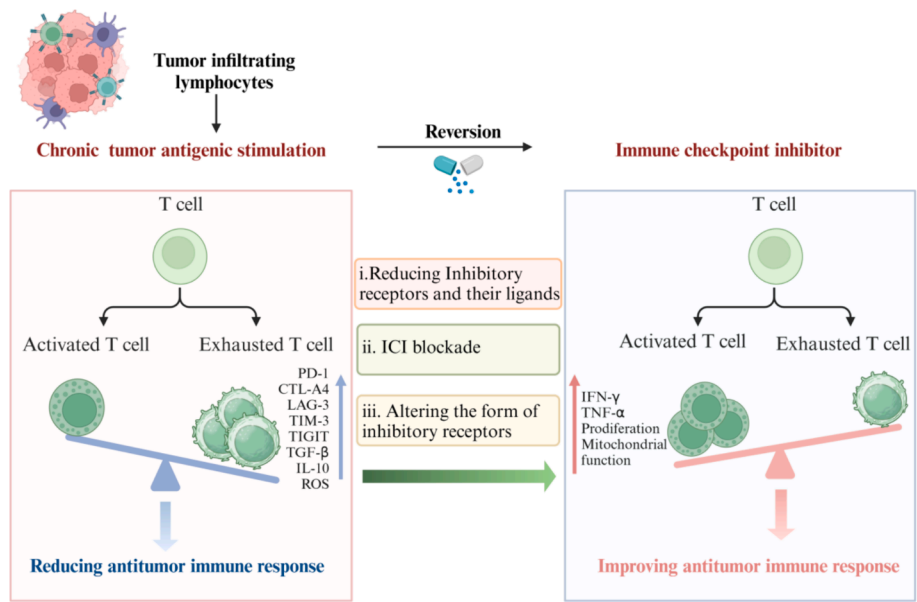 Tumor infiltrating
lymphocytes
Chronic tumor antigenic stimulation
Reversion
Immune checkpoint inhibitor
T cell
Activated T cell
Exhausted T cell
PD-1
CTL-A4
LAG-3
TIM-3
TIGIT
TGF-β
IL-10
ROS
Reducing antitumor immune response
i.Reducing Inhibitory
receptors and their ligands
ii. ICI blockade
iii. Altering the form of
inhibitory receptors
T cell
Activated T cell
Exhausted T cell
IFN-γ
TNF-α
Prodiferation
Mitochondrial
function
Improving antitumor immune response